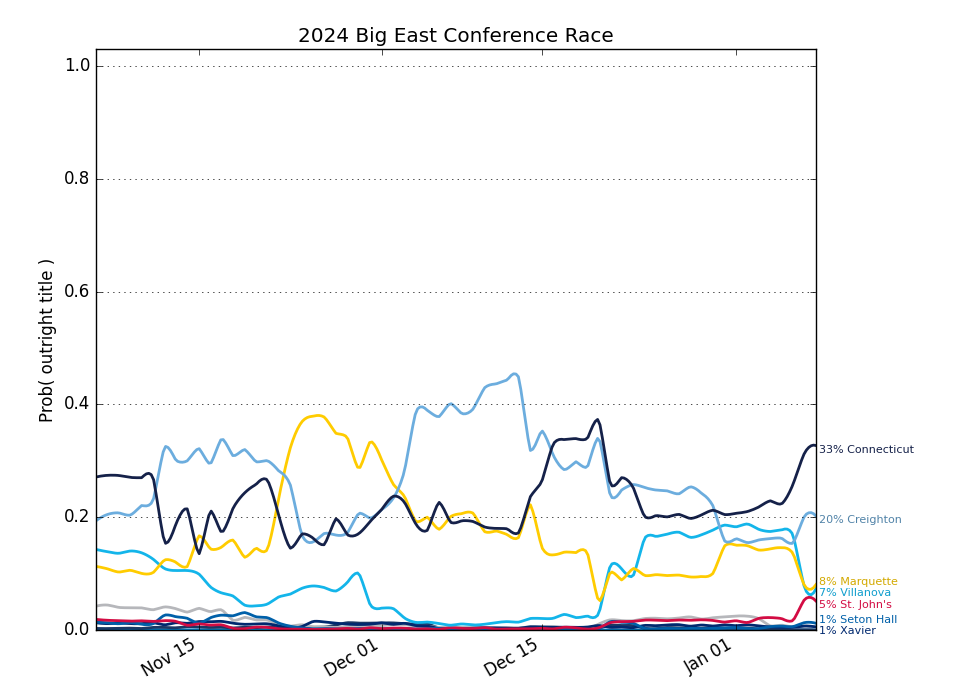 2024 Big East Conference Race
Prob( outright title )
1.0
0.8
0.6
0.4
0.2
0.0
Nov 15
Dec 01
Dec 15
Jan 01
33% Connecticut
20% Creighton
8% Marquette
7% Villanova
5% St. John's
1% Seton Hall
1% Xavier